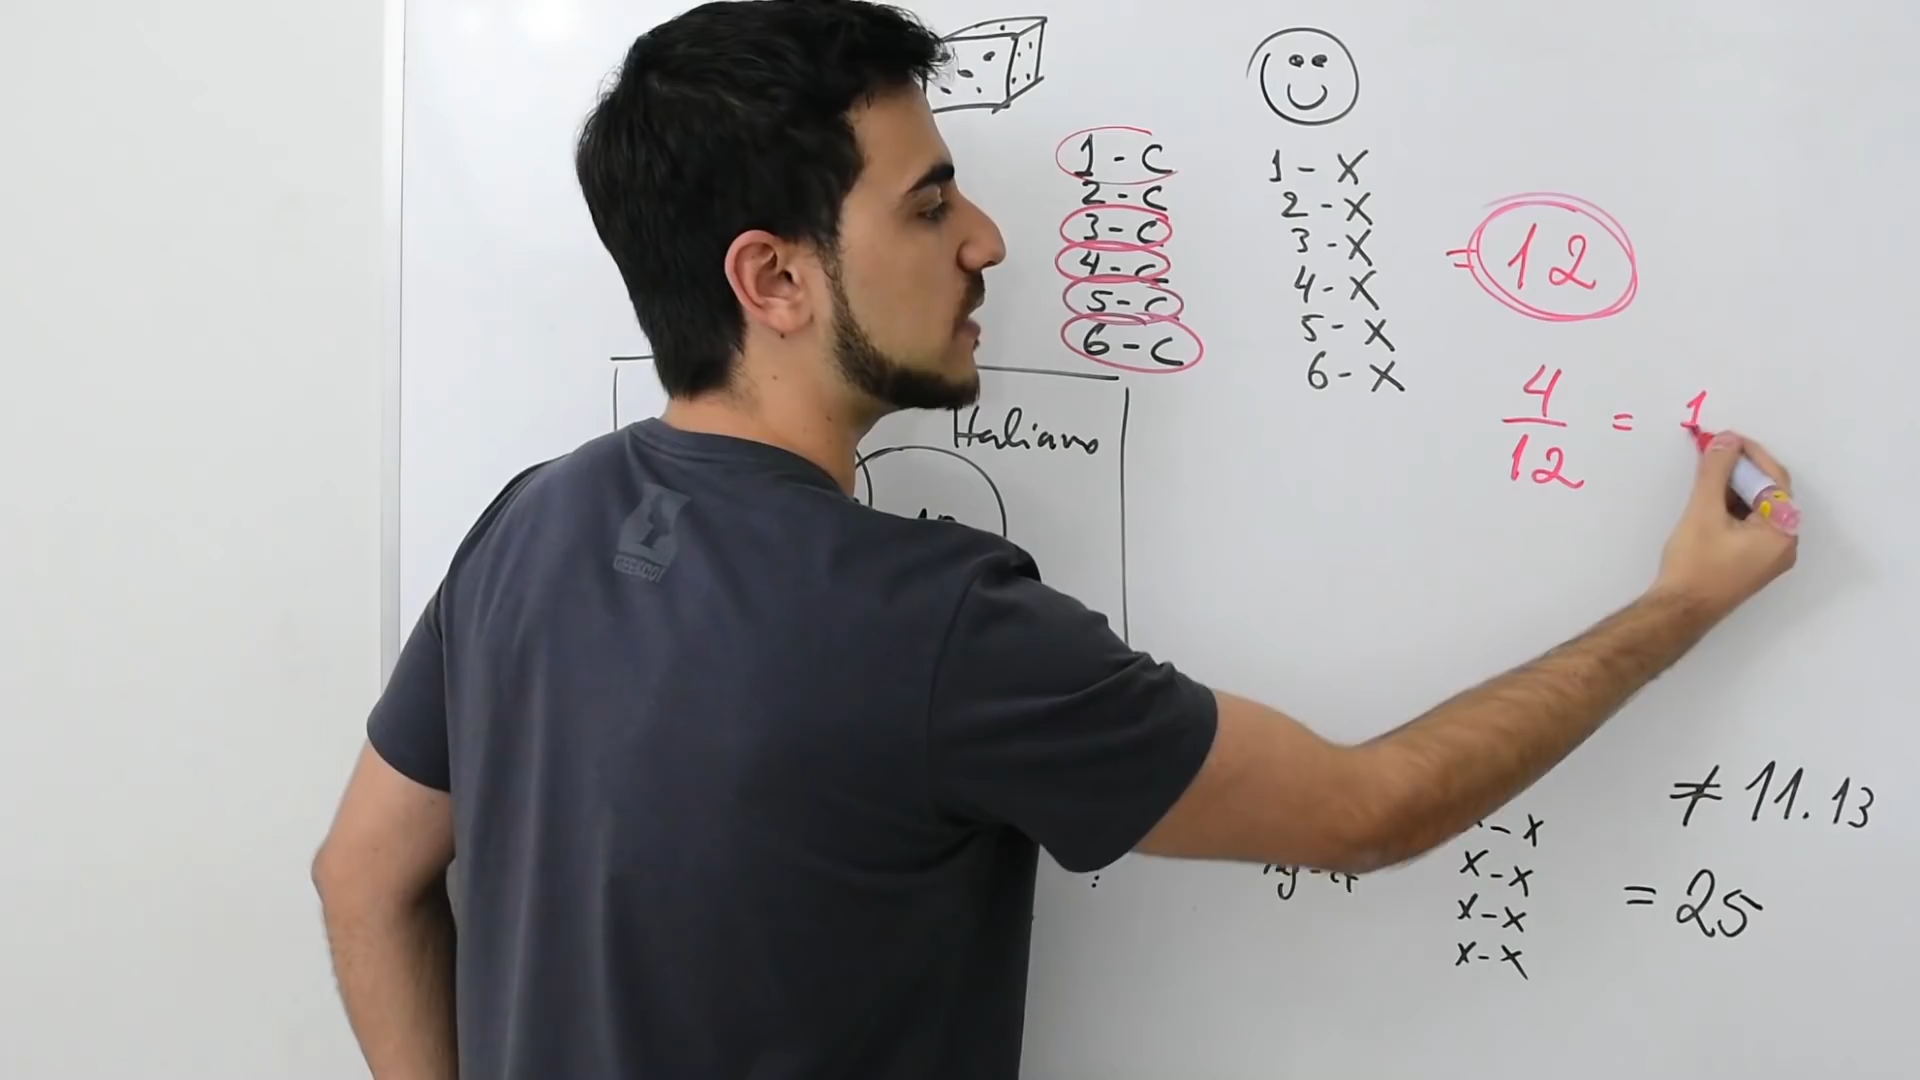 1 - C
2 - C
3 - C
4 - C
5 - C
6 - C
1 - X
2 - X
3 - X
4 - X
5 - X
6 - X
= 12
4/12 = 1
Italiano
GEEKCOT
≠ 11.13
- X
X - X
X - X
X - X
= 25